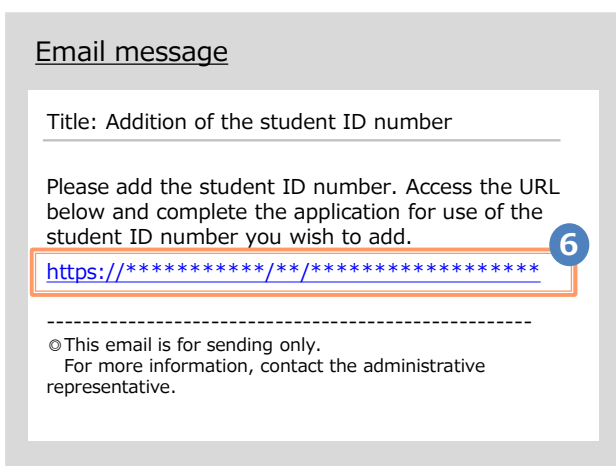 Email message
Title: Addition of the student ID number
Please add the student ID number. Access the URL
below and complete the application for use of the
student ID number you wish to add.
6
https://***********/**/******************
------------------------------------------------------
◎This email is for sending only.
For more information, contact the administrative
representative.